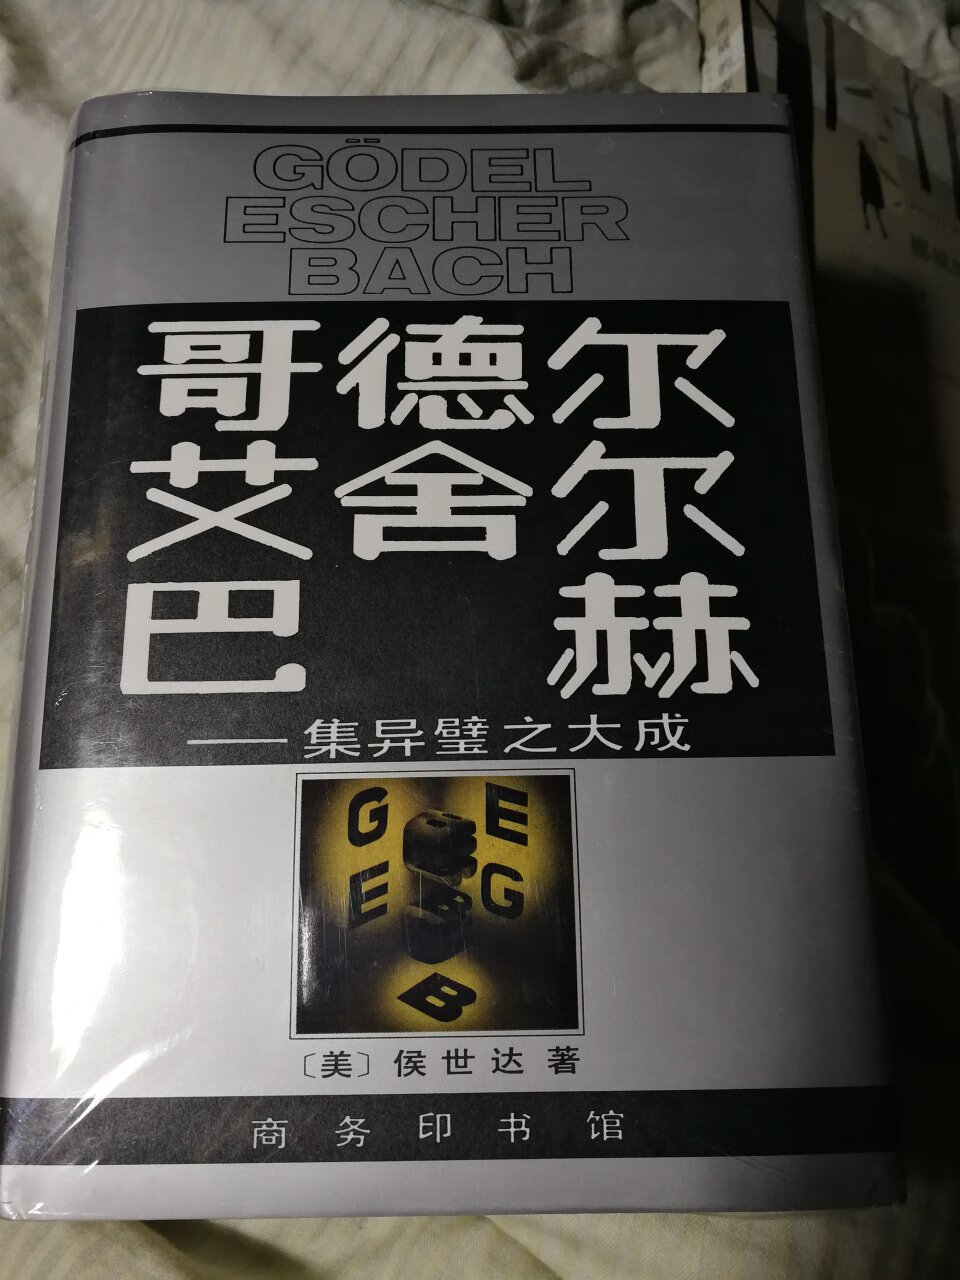 GÖDEL
ESCHER
BACH
哥德尔
艾舍尔
巴赫
——集异璧之大成
G E
E G
B
〔美〕侯世达 著
商务印书馆